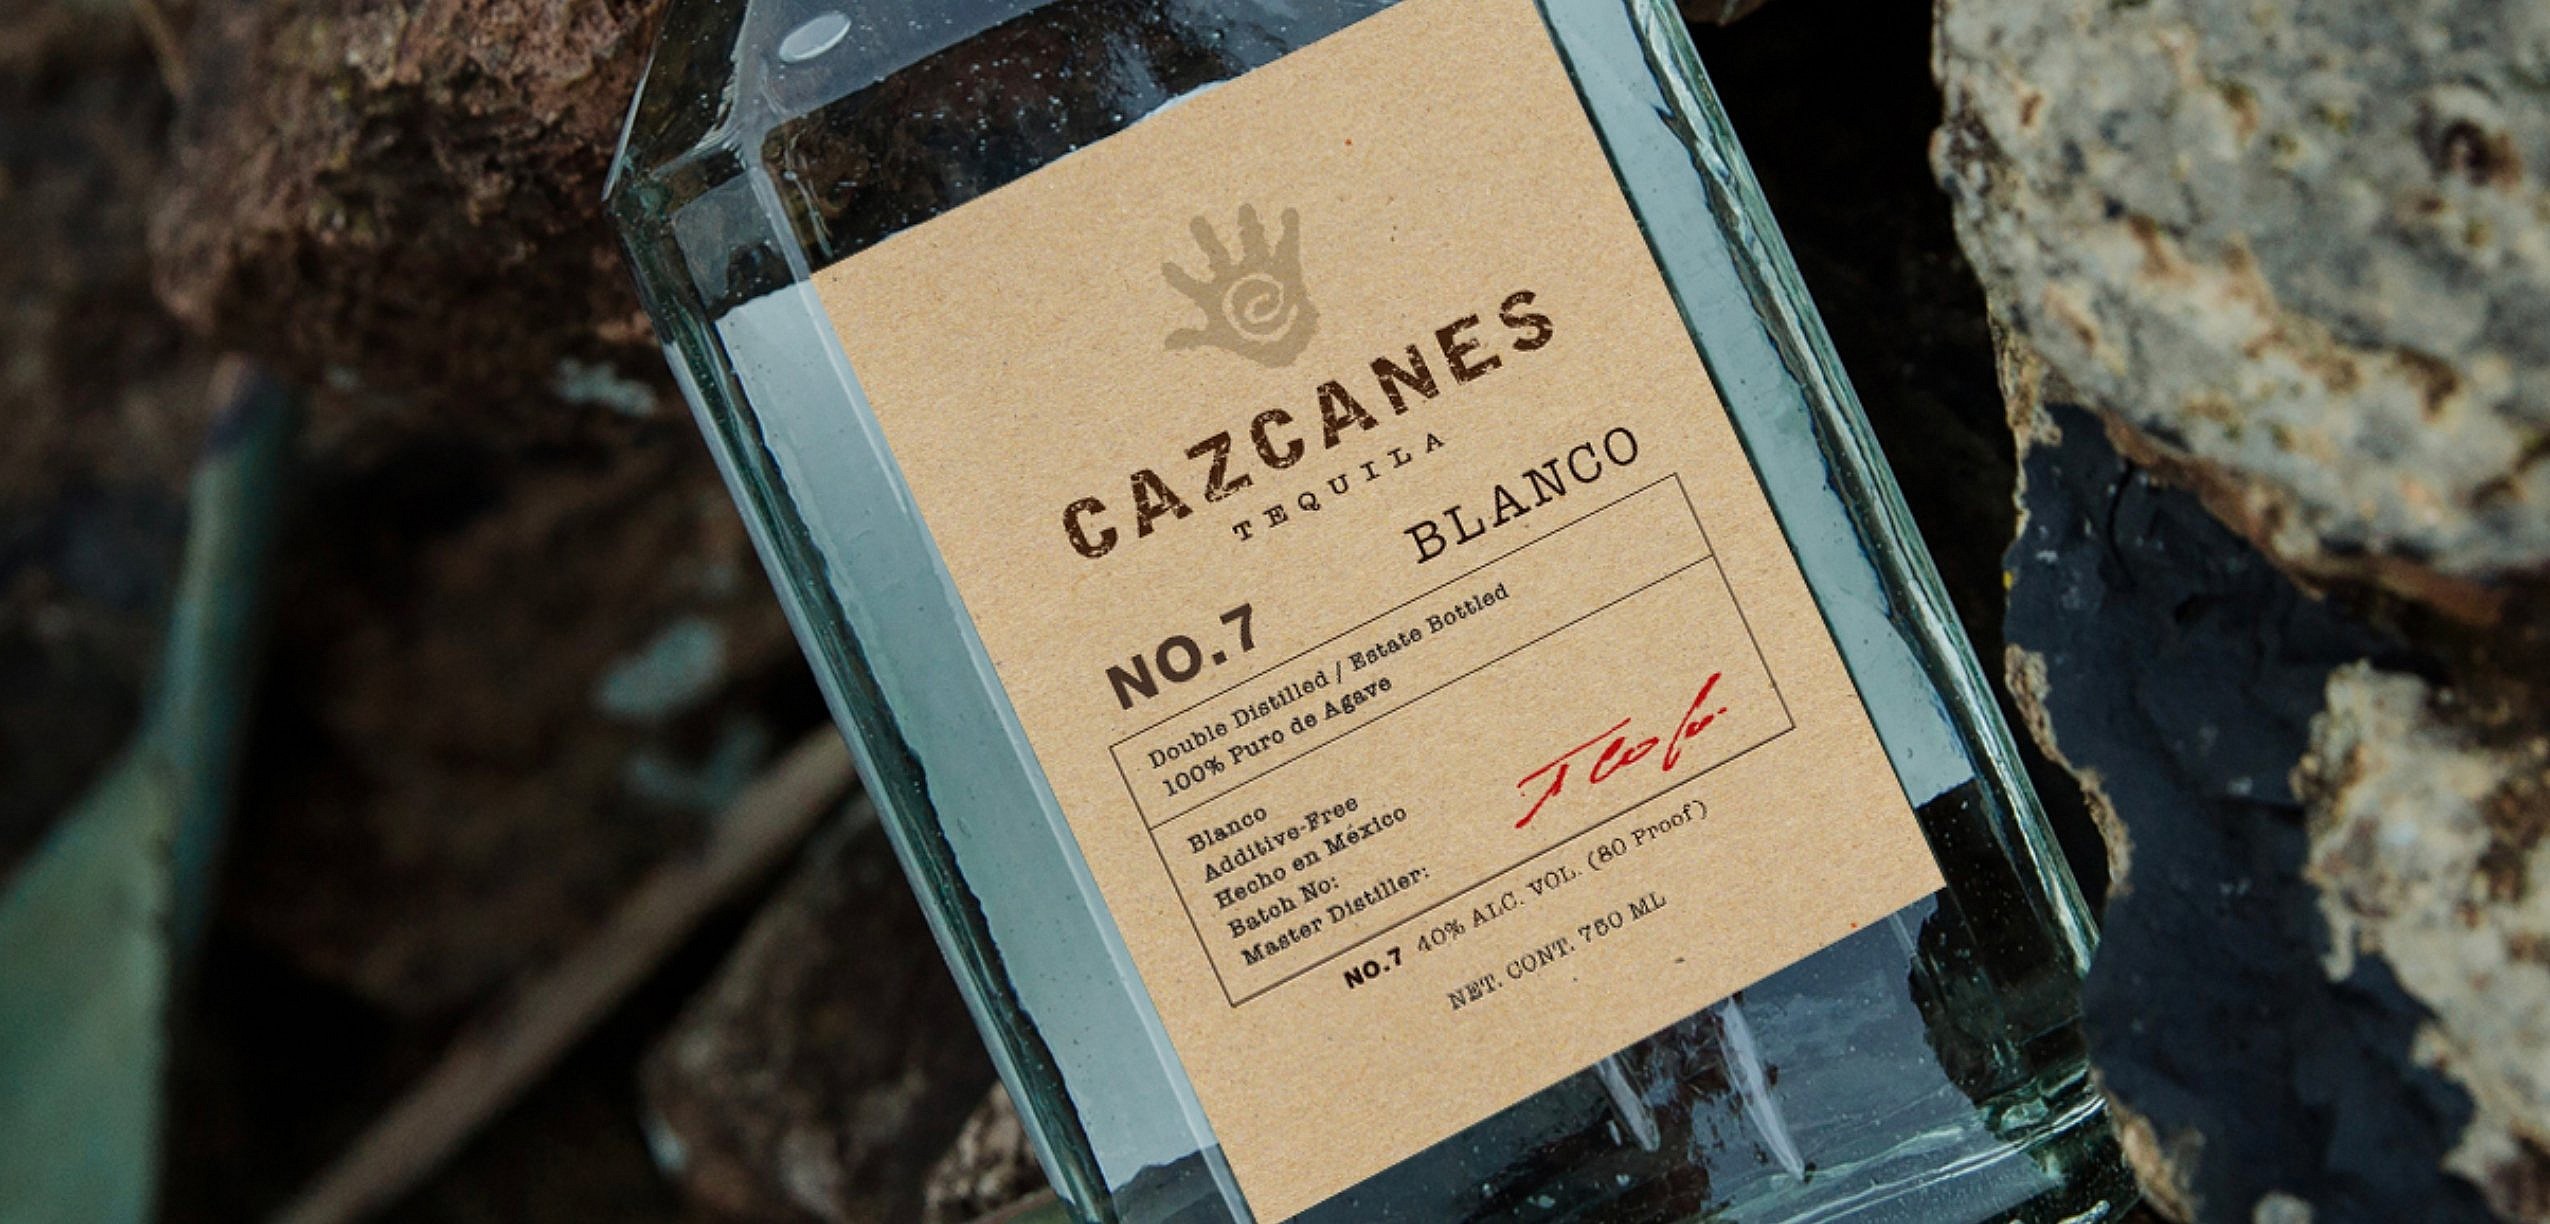 CAZCANES
TEQUILA
NO.7 BLANCO
Double Distilled / Estate Bottled
100% Puro de Agave
Blanco
Additive-Free
Hecho en México
Batch No:
Master Distiller:
NO.7 40% ALC. VOL. (80 Proof)
NET. CONT. 750 ML